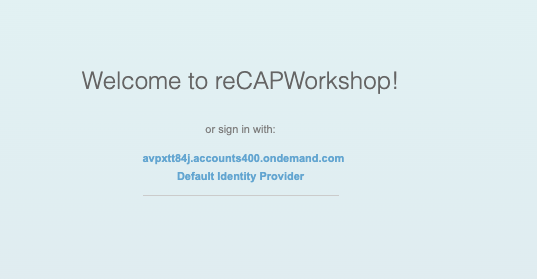 Welcome to reCAPWorkshop!
or sign in with:
avpxtt84j.accounts400.ondemand.com
Default Identity Provider